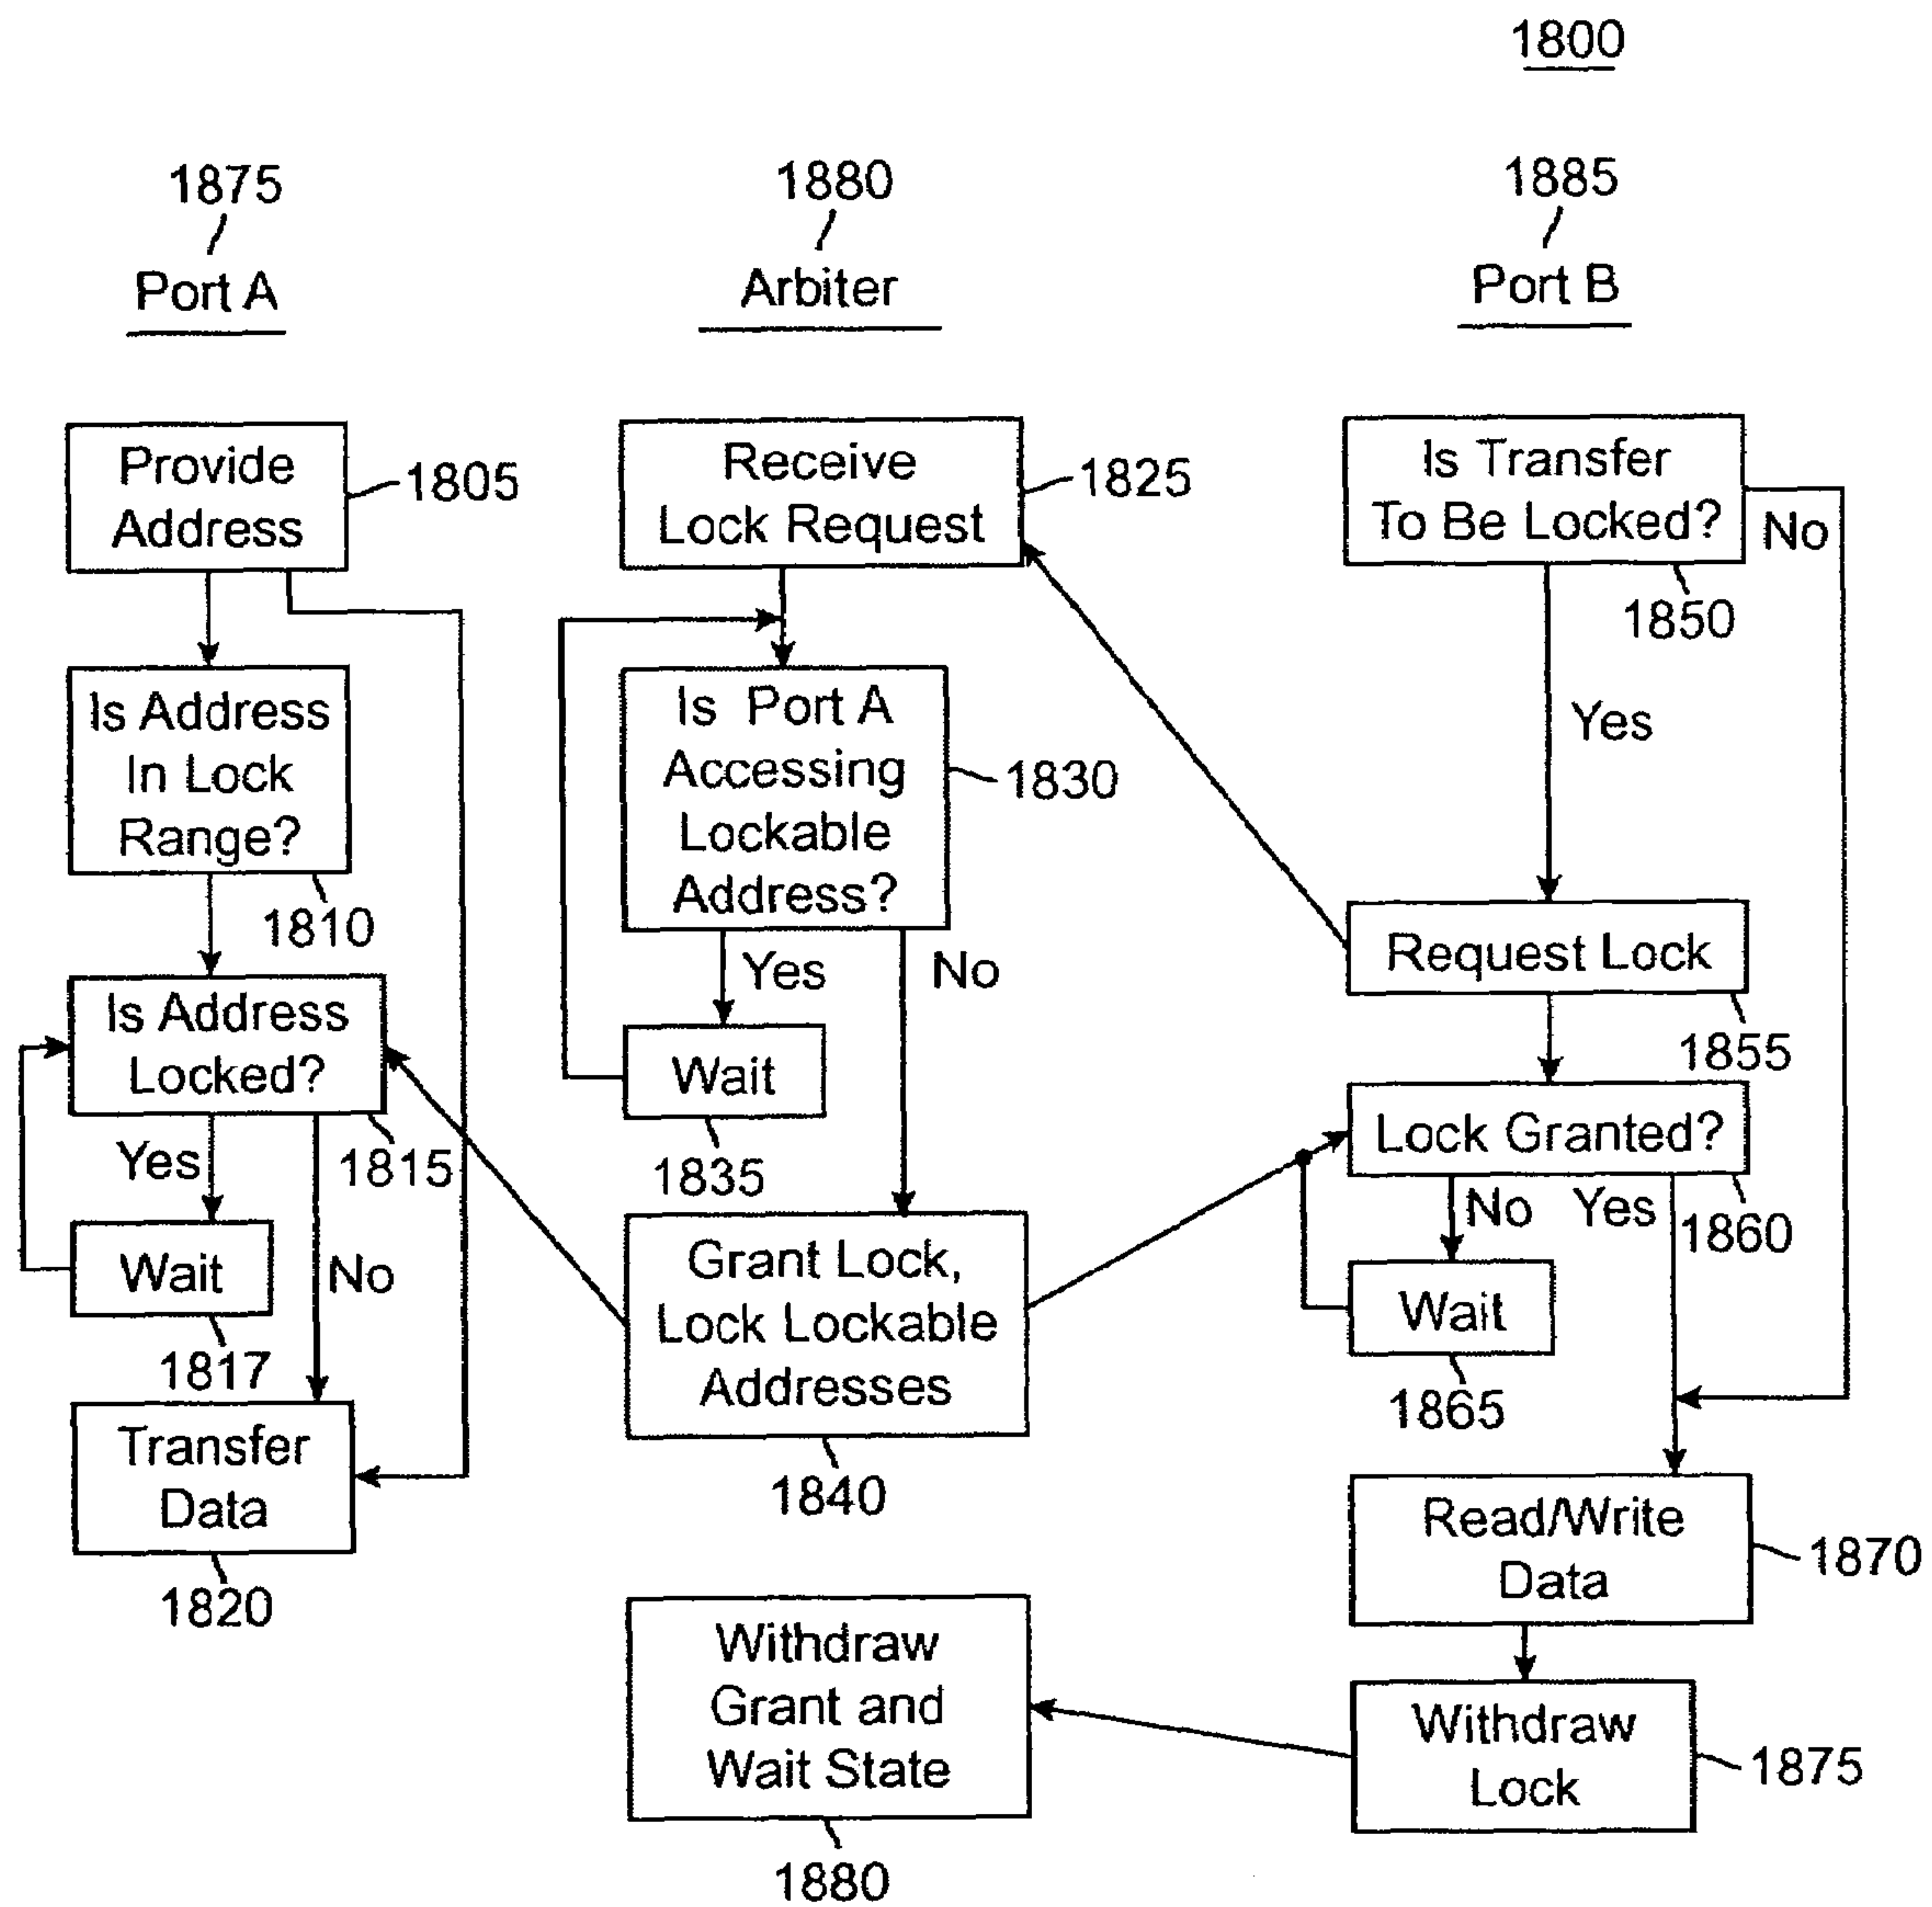 1800
1875
1880
1885
Port A
Arbiter
Port B
Provide
Address
1805
Is Address
In Lock
Range?
1810
Is Address
Locked?
1815
Yes
No
Wait
1817
Transfer
Data
1820
Receive
Lock Request
1825
Is Port A
Accessing
Lockable
Address?
1830
Yes
No
Wait
1835
Grant Lock,
Lock Lockable
Addresses
1840
Withdraw
Grant and
Wait State
1880
Is Transfer
To Be Locked?
No
1850
Yes
Request Lock
1855
Lock Granted?
No
Yes
1860
Wait
1865
Read/Write
Data
1870
Withdraw
Lock
1875